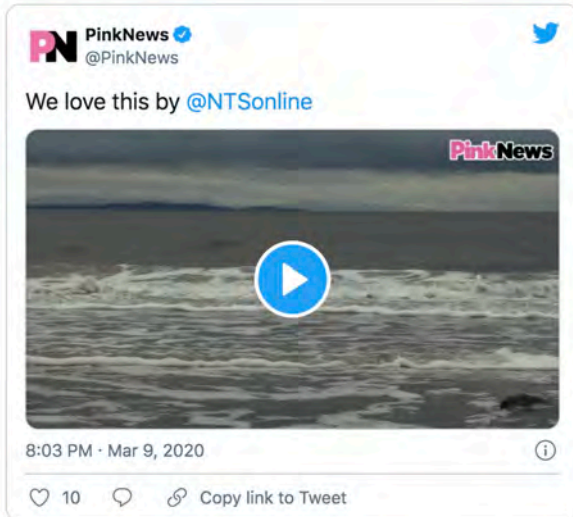 PN PinkNews
@PinkNews
We love this by @NTSonline
PinkNews
8:03 PM · Mar 9, 2020
10 Copy link to Tweet